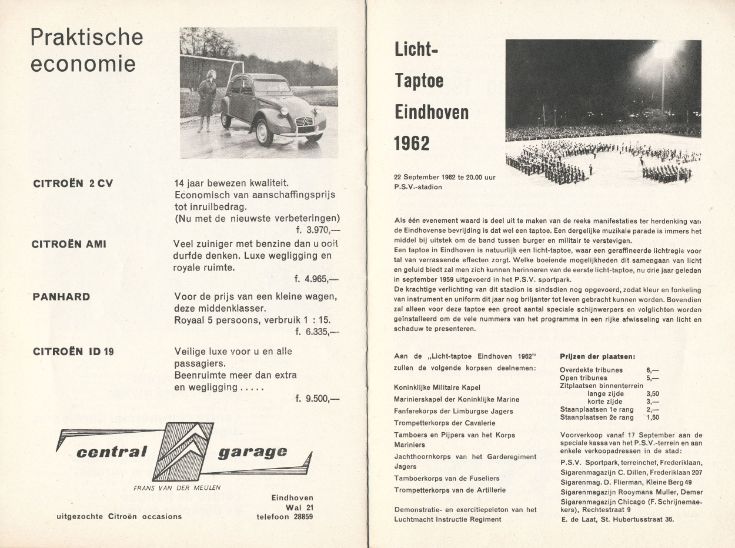 Praktische
economie
CITROËN 2 CV
14 jaar bewezen kwaliteit.
Economisch van aanschaffingsprijs
tot inruilbedrag.
(Nu met de nieuwste verbeteringen)
f. 3.970,—
CITROËN AMI
Veel zuiniger met benzine dan u ooit
durfde denken. Luxe wegligging en
royale ruimte.
f. 4.965,—
PANHARD
Voor de prijs van een kleine wagen,
deze middenklasser.
Royaal 5 persoons, verbruik 1 : 15.
f. 6.335,—
CITROËN ID 19
Veilige luxe voor u en alle
passagiers.
Beenruimte meer dan extra
en wegligging . . . . .
f. 9.500,—
central garage
FRANS VAN DER MEULEN
uitgezochte Citroën occasions
Eindhoven
Wal 21
telefoon 28859
Licht-
Taptoe
Eindhoven
1962
22 September 1962 te 20.00 uur
P.S.V.-stadion
Als één evenement waard is deel uit te maken van de reeks manifestaties ter herdenking van
de Eindhovense bevrijding is dat wel een taptoe. Een dergelijke muzikale parade is immers het
middel bij uitstek om de band tussen burger en militair te verstevigen.
Een taptoe in Eindhoven is natuurlijk een licht-taptoe, waar een geraffineerde lichtregie voor
tal van verrassende effecten zorgt. Welke boeiende mogelijkheden dit samengaan van licht
en geluid biedt zal men zich kunnen herinneren van de eerste licht-taptoe, nu drie jaar geleden
in september 1959 uitgevoerd in het P.S.V. sportpark.
De krachtige verlichting van dit stadion is sindsdien nog opgevoerd, zodat kleur en fonkeling
van instrument en uniform dit jaar nog briljanter tot leven gebracht kunnen worden. Bovendien
zal alleen voor deze taptoe een groot aantal speciale schijnwerpers en volglichten worden
geïnstalleerd om de vele nummers van het programma in een rijke afwisseling van licht en
schaduw te presenteren.
Aan de „Licht-taptoe Eindhoven 1962"
zullen de volgende korpsen deelnemen:
Koninklijke Militaire Kapel
Marinierskapel der Koninklijke Marine
Fanfarekorps der Limburgse Jagers
Trompetterkorps der Cavalerie
Tamboers en Pijpers van het Korps
Mariniers
Jachthoornkorps van het Garderegiment
Jagers
Tamboerkorps van de Fuseliers
Trompetterkorps van de Artillerie
Demonstratie- en exercitiepeloton van het
Luchtmacht Instructie Regiment
Prijzen der plaatsen:
Overdekte tribunes 6,—
Open tribunes 5,—
Zitplaatsen binnenterrein
lange zijde 3,50
korte zijde 3,—
Staanplaatsen 1e rang 2,—
Staanplaatsen 2e rang 1,50
Voorverkoop vanaf 17 September aan de
speciale kassa van het P.S.V.-terrein en aan
enkele verkoopadressen in de stad:
P.S.V. Sportpark, terreinchef, Frederiklaan,
Sigarenmagazijn C. Dillen, Frederiklaan 207
Sigarenmag. D. Flierman, Kleine Berg 49
Sigarenmagazijn Rooymans Muller, Demer
Sigarenmagazijn Chicago (F. Schrijnemae-
kers), Rechtestraat 9
E. de Laat, St. Hubertusstraat 36.